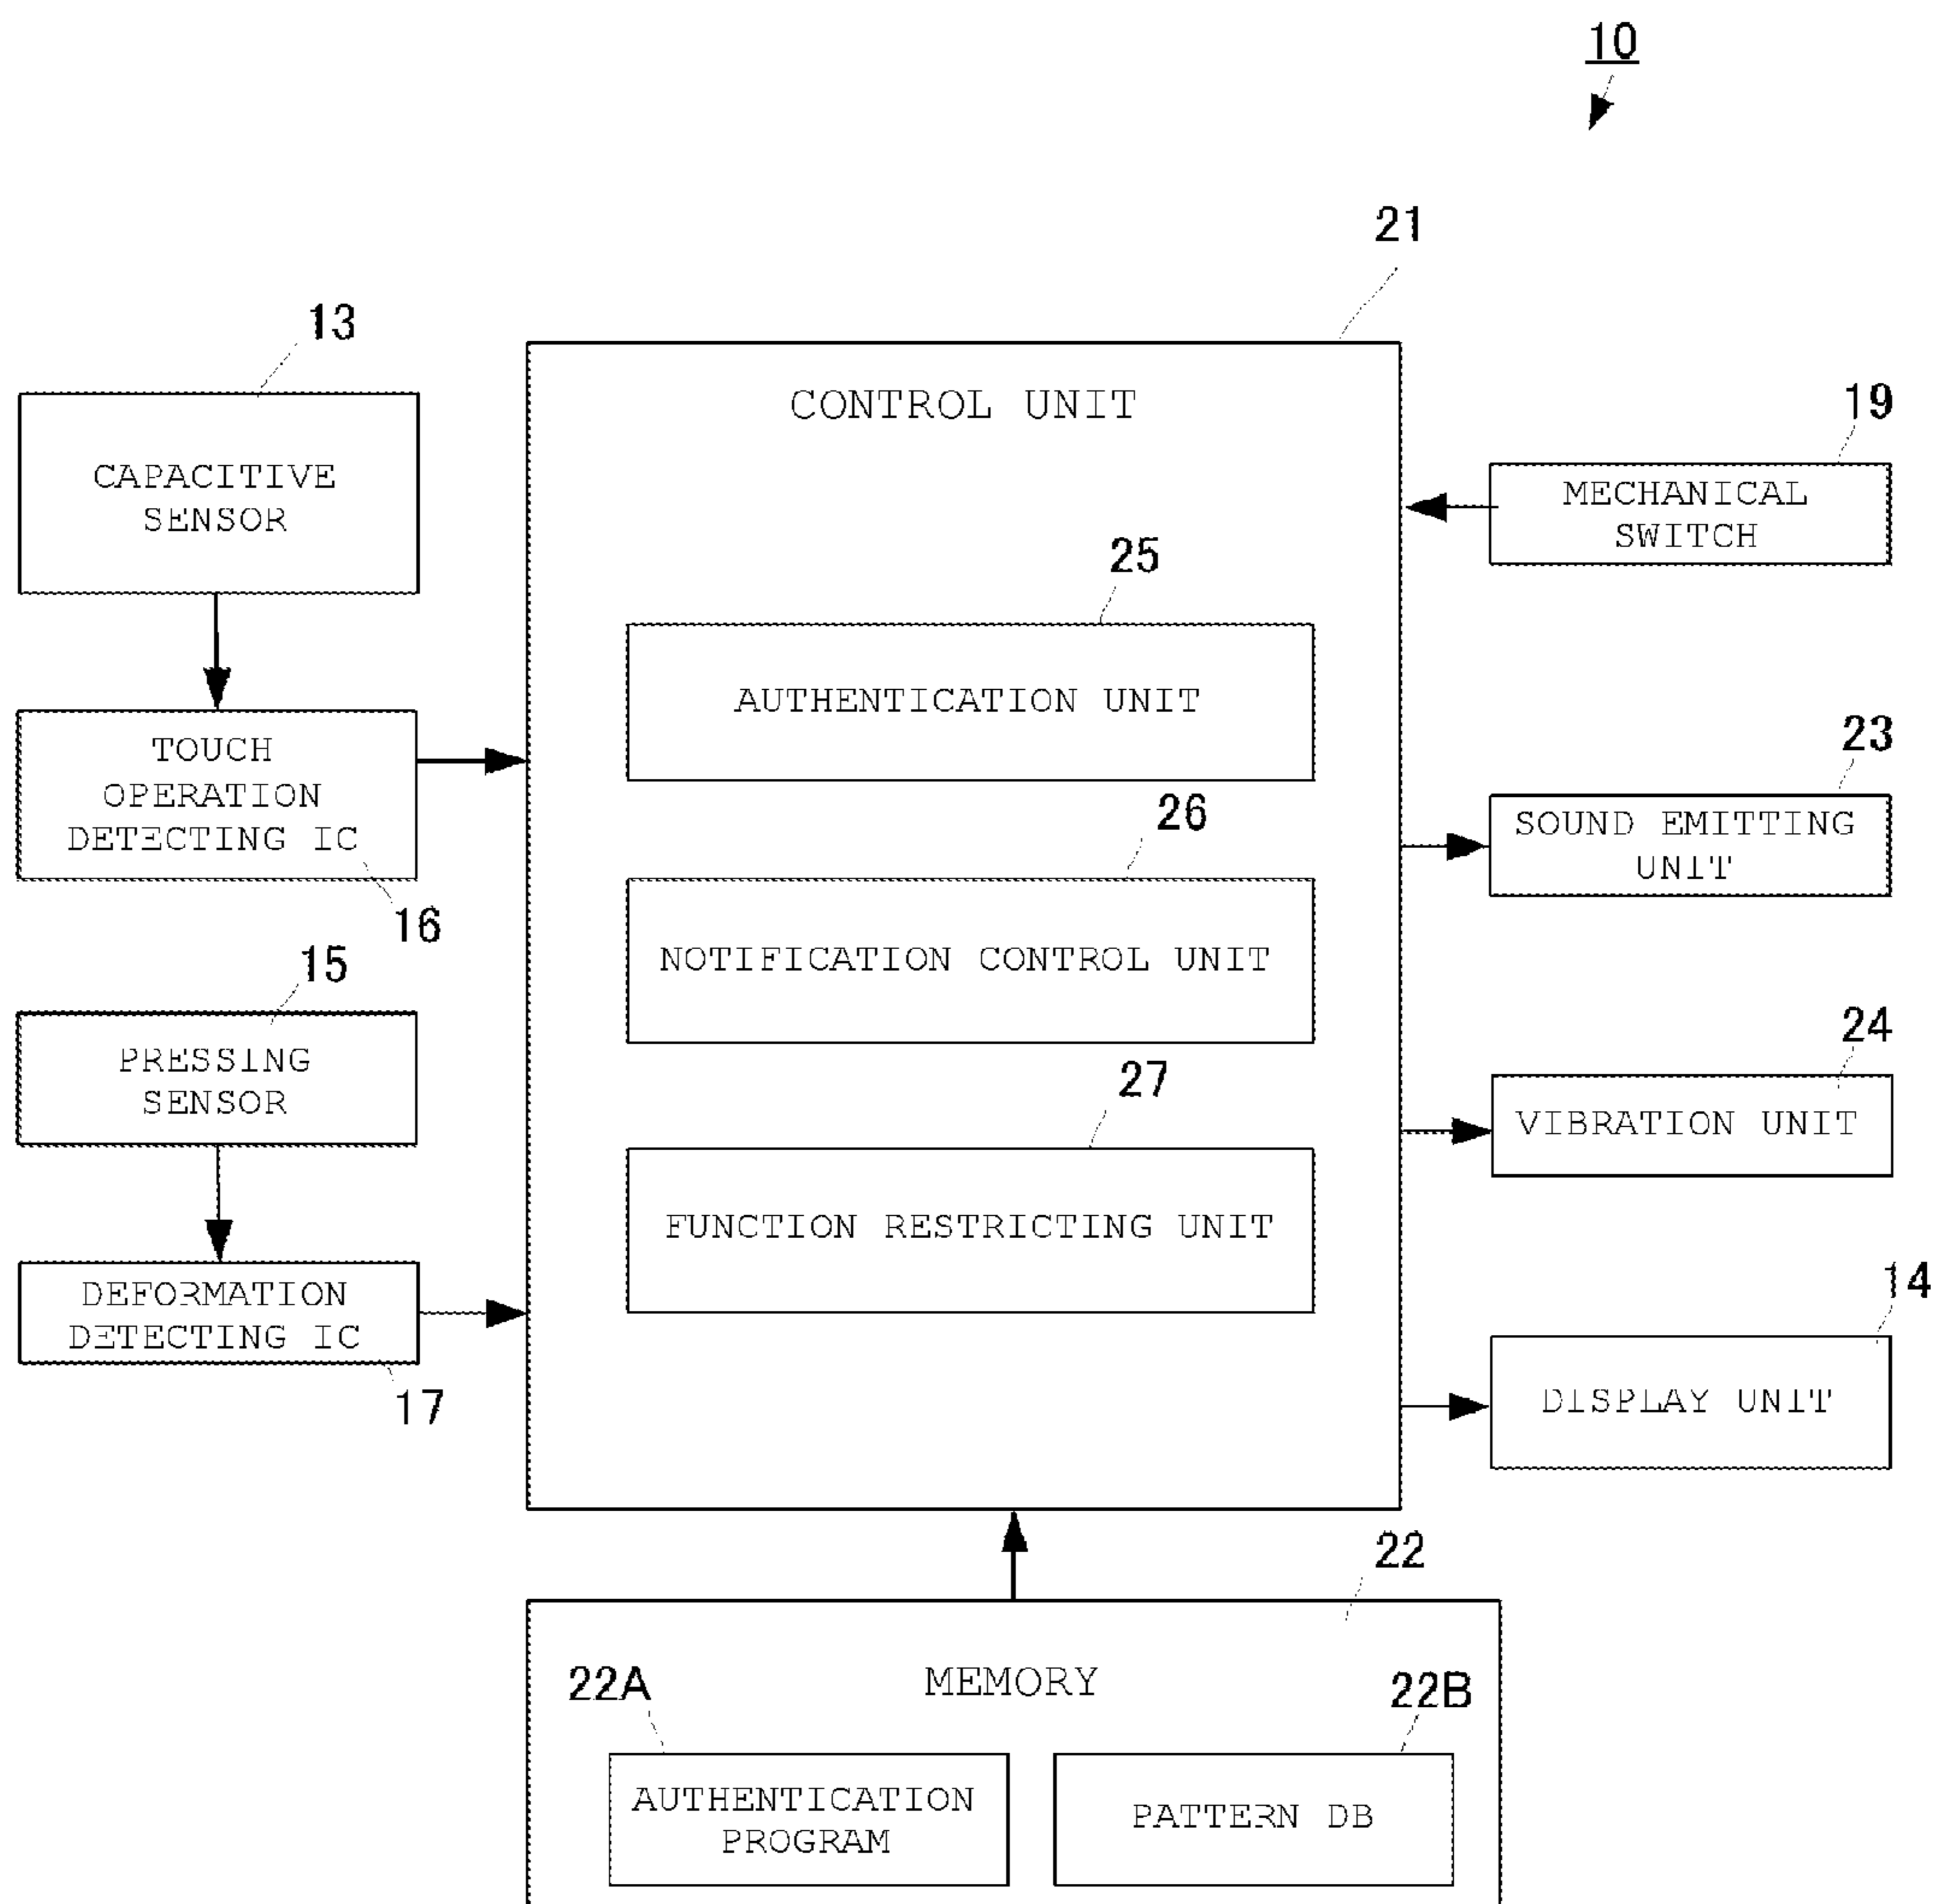 10
21
13
CONTROL UNIT
19
CAPACITIVE
SENSOR
MECHANICAL
SWITCH
25
AUTHENTICATION UNIT
TOUCH
OPERATION
DETECTING IC
16
23
SOUND EMITTING
UNIT
26
NOTIFICATION CONTROL UNIT
15
PRESSING
SENSOR
24
VIBRATION UNIT
27
FUNCTION RESTRICTING UNIT
DEFORMATION
DETECTING IC
17
14
DISPLAY UNIT
22
MEMORY
22A
22B
AUTHENTICATION
PROGRAM
PATTERN DB